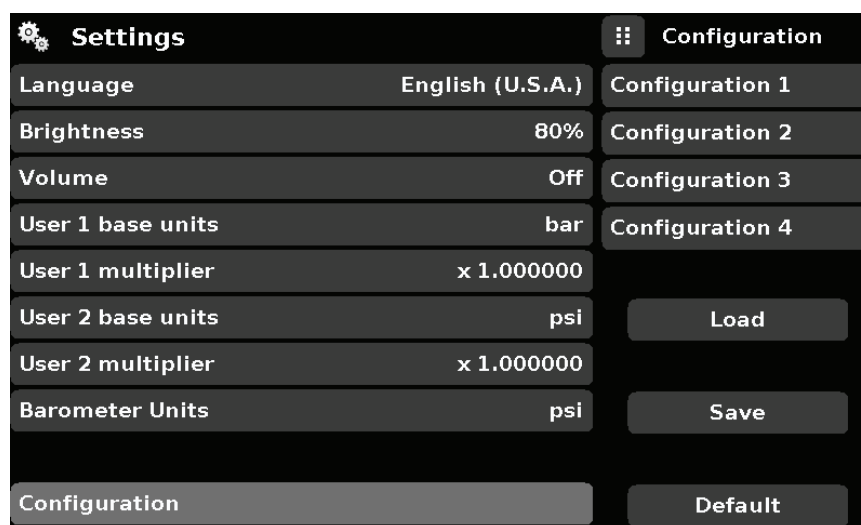 Settings
Language English (U.S.A.)
Brightness 80%
Volume Off
User 1 base units bar
User 1 multiplier x 1.000000
User 2 base units psi
User 2 multiplier x 1.000000
Barometer Units psi
Configuration
Configuration
Configuration 1
Configuration 2
Configuration 3
Configuration 4
Load
Save
Default